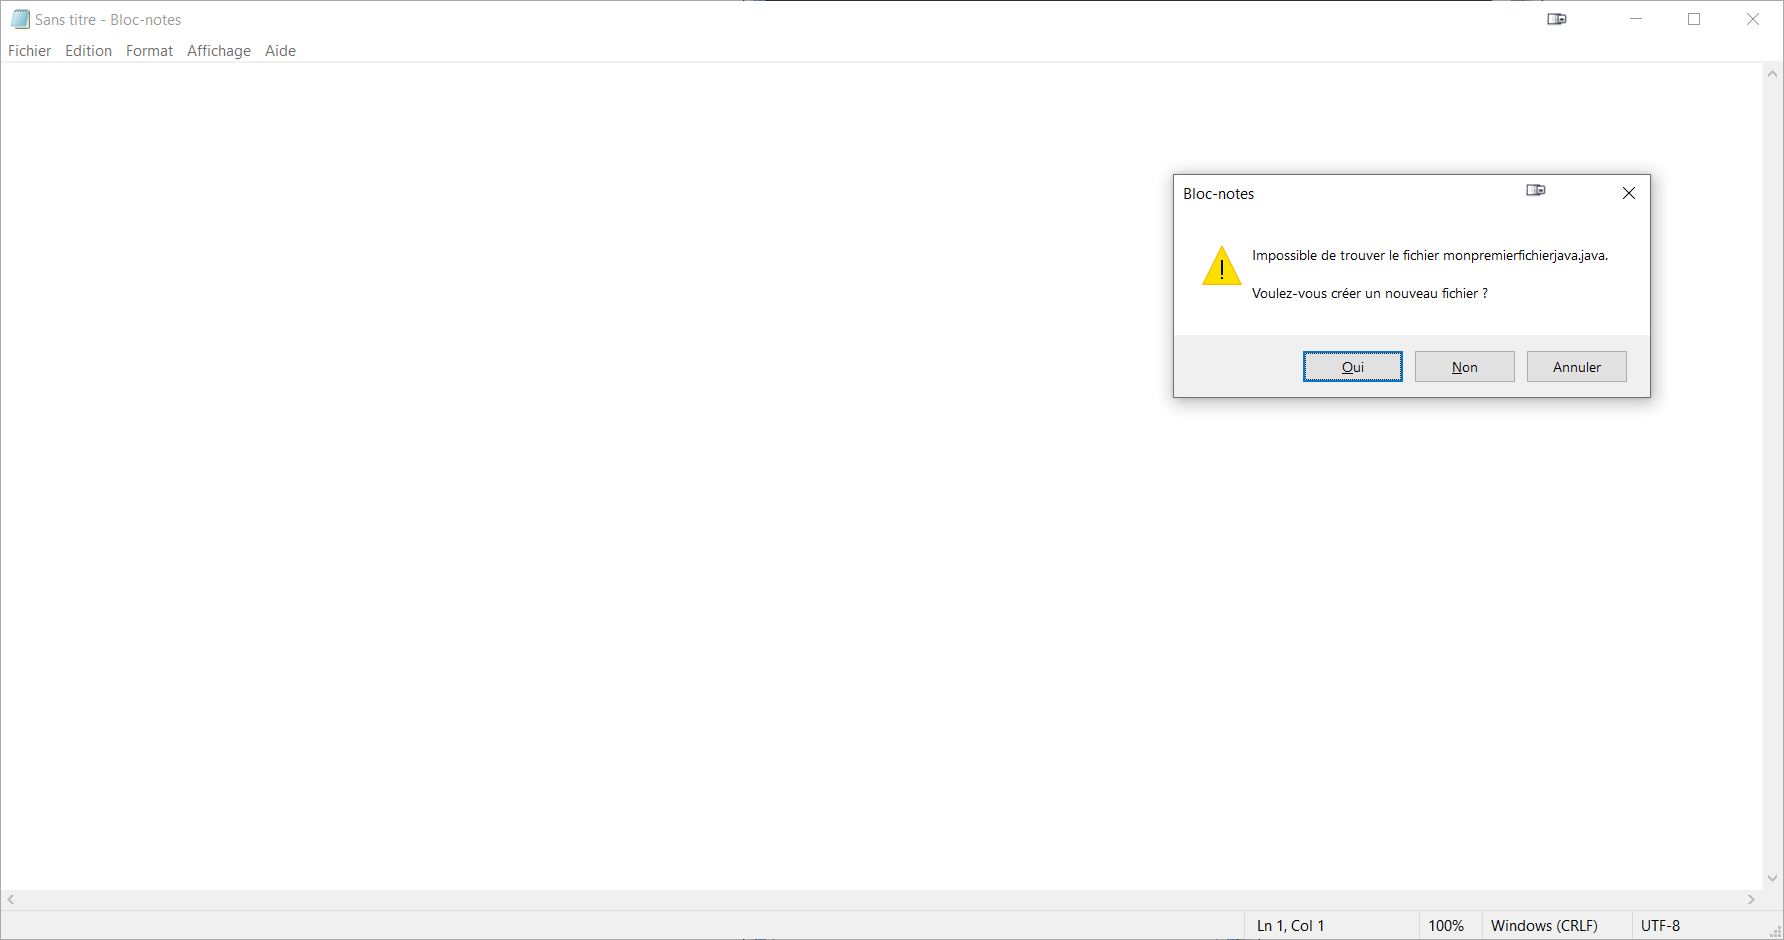 Sans titre - Bloc-notes
Fichier Edition Format Affichage Aide
Bloc-notes
Impossible de trouver le fichier monpremierfichierjava.java.
Voulez-vous créer un nouveau fichier ?
Oui Non Annuler
Ln 1, Col 1 100% Windows (CRLF) UTF-8